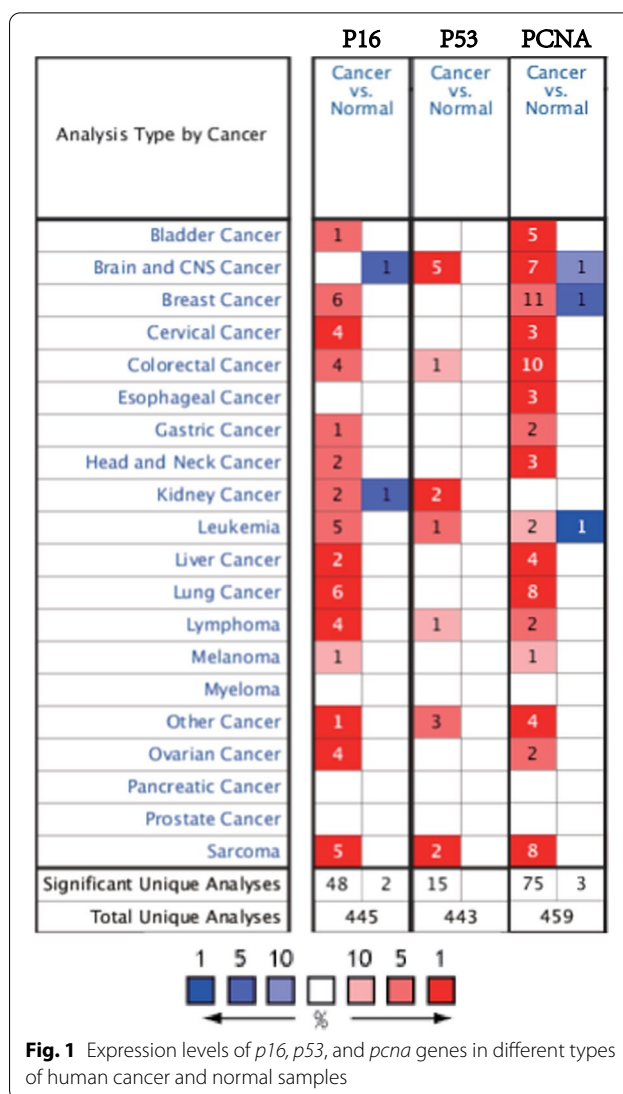 P16 P53 PCNA
Analysis Type by Cancer
Cancer vs. Normal
Cancer vs. Normal
Cancer vs. Normal
Bladder Cancer 1 5
Brain and CNS Cancer 1 5 7 1
Breast Cancer 6 11 1
Cervical Cancer 4 3
Colorectal Cancer 4 1 10
Esophageal Cancer 3
Gastric Cancer 1 2
Head and Neck Cancer 2 3
Kidney Cancer 2 1 2
Leukemia 5 1 2 1
Liver Cancer 2 4
Lung Cancer 6 8
Lymphoma 4 1 2
Melanoma 1 1
Myeloma
Other Cancer 1 3 4
Ovarian Cancer 4 2
Pancreatic Cancer
Prostate Cancer
Sarcoma 5 2 8
Significant Unique Analyses 48 2 15 75 3
Total Unique Analyses 445 443 459
1 5 10 10 5 1
%
Fig. 1 Expression levels of p16, p53, and pcna genes in different types
of human cancer and normal samples